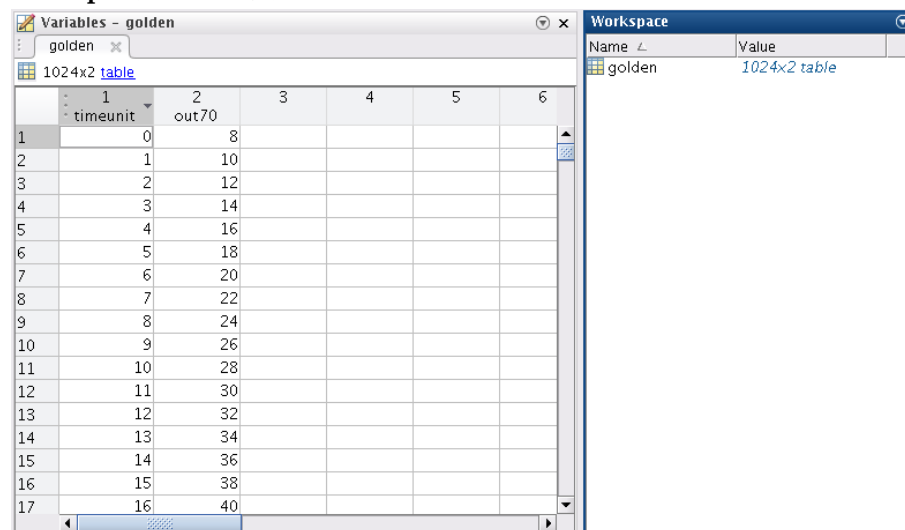 Variables - golden
golden
1024x2 table
1 2 3 4 5 6
timeunit out70
1 0 8
2 1 10
3 2 12
4 3 14
5 4 16
6 5 18
7 6 20
8 7 22
9 8 24
10 9 26
11 10 28
12 11 30
13 12 32
14 13 34
15 14 36
16 15 38
17 16 40
Workspace
Name Value
golden 1024x2 table